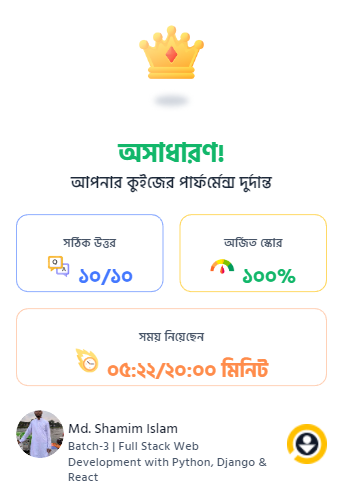 অসাধারণ!
আপনার কুইজের পার্ফর্মেন্স দুর্দান্ত
সঠিক উত্তর
Q
A
১০/১০
অর্জিত স্কোর
১০০%
সময় নিয়েছেন
০৫:২২/২০:০০ মিনিট
Md. Shamim Islam
Batch-3 | Full Stack Web
Development with Python, Django &
React